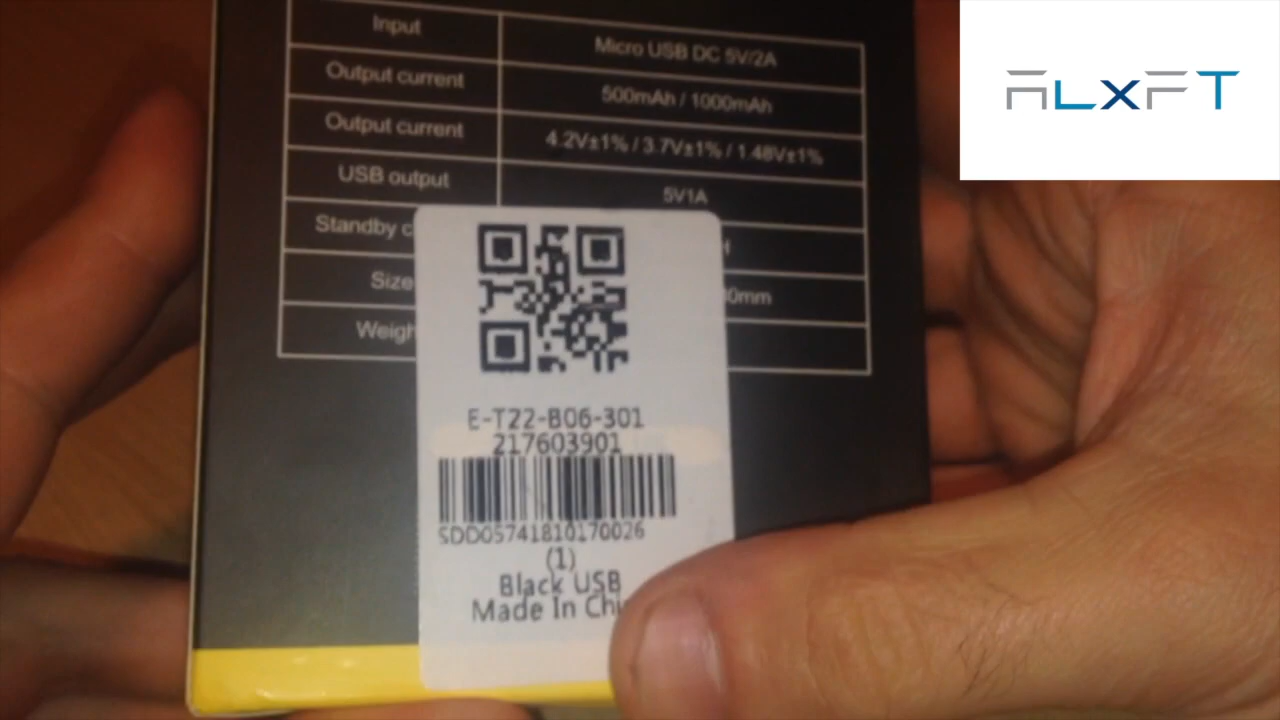 Input Micro USB DC 5V/2A
Output current 500mAh / 1000mAh
Output current 4.2V±1% / 3.7V±1% / 1.48V±1%
USB output 5V1A
Standby
Size 0mm
Weigh
E-T22-B06-301
217603901
SDD05741810170026
(1)
Black USB
Made In Chi
ALXFT